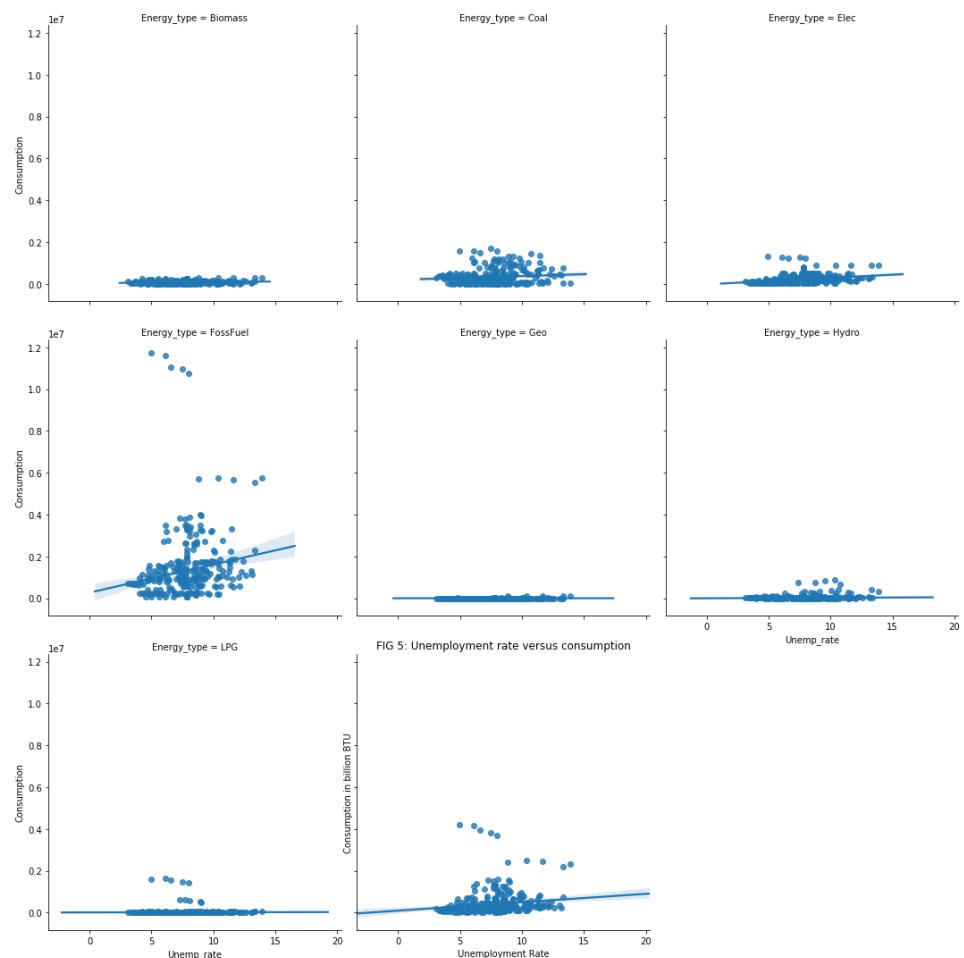 1e7
Energy_type = Biomass
Energy_type = Coal
Energy_type = Elec
1.2
1.0
0.8
0.6
0.4
0.2
0.0
Consumption
1e7
Energy_type = FossFuel
Energy_type = Geo
Energy_type = Hydro
1.2
1.0
0.8
0.6
0.4
0.2
0.0
Consumption
0 5 10 15 20
Unemp_rate
1e7
Energy_type = LPG
FIG 5: Unemployment rate versus consumption
1.2
1.0
0.8
0.6
0.4
0.2
0.0
Consumption
Consumption in billion BTU
0 5 10 15 20
0 5 10 15 20
Unemp_rate
Unemployment Rate